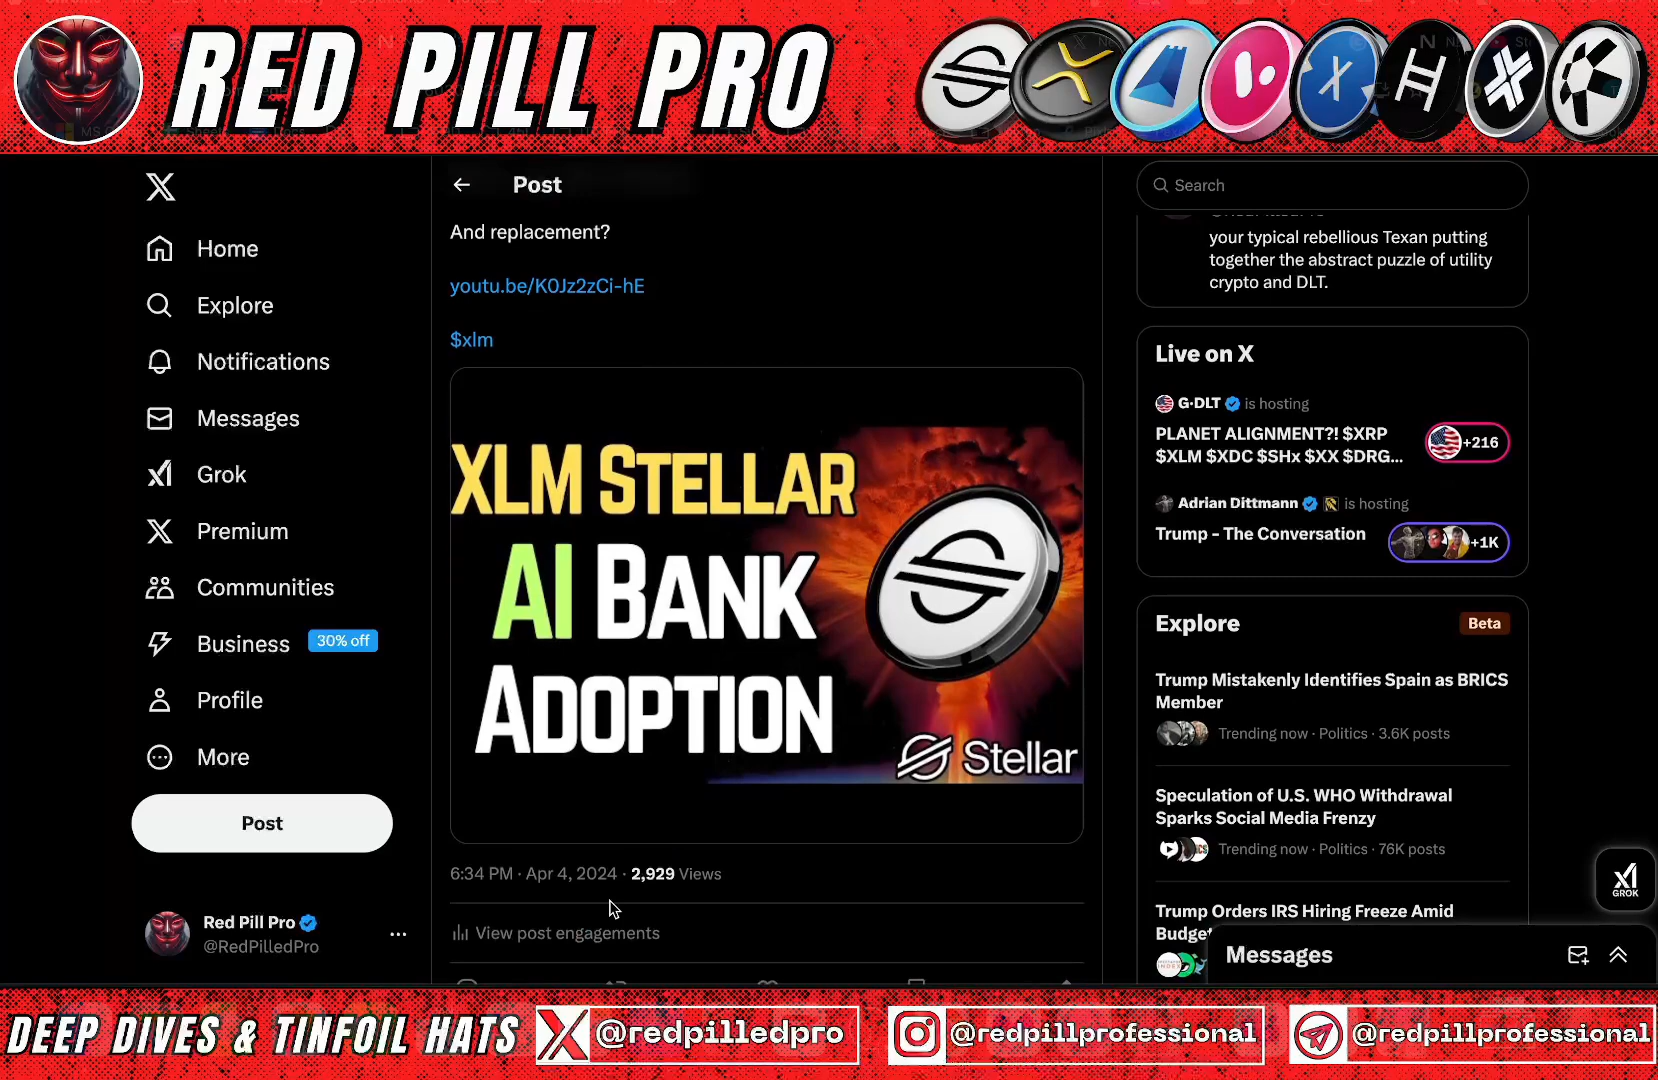 RED PILL PRO
Post
Search
Home
Explore
Notifications
Messages
Grok
Premium
Communities
Business
30% off
Profile
More
Post
Red Pill Pro
@RedPilledPro
And replacement?
youtu.be/K0Jz2zCi-hE
$xlm
XLM STELLAR
AI BANK
ADOPTION
Stellar
6:34 PM · Apr 4, 2024 · 2,929 Views
View post engagements
your typical rebellious Texan putting
together the abstract puzzle of utility
crypto and DLT.
Live on X
G·DLT is hosting
PLANET ALIGNMENT?! $XRP
$XLM $XDC $SHx $XX $DRG...
+216
Adrian Dittmann is hosting
Trump - The Conversation
+1K
Explore
Beta
Trump Mistakenly Identifies Spain as BRICS
Member
Trending now · Politics · 3.6K posts
Speculation of U.S. WHO Withdrawal
Sparks Social Media Frenzy
Trending now · Politics · 76K posts
Trump Orders IRS Hiring Freeze Amid
GROK
Messages
DEEP DIVES & TINFOIL HATS
@redpilledpro
@redpillprofessional
@redpillprofessional